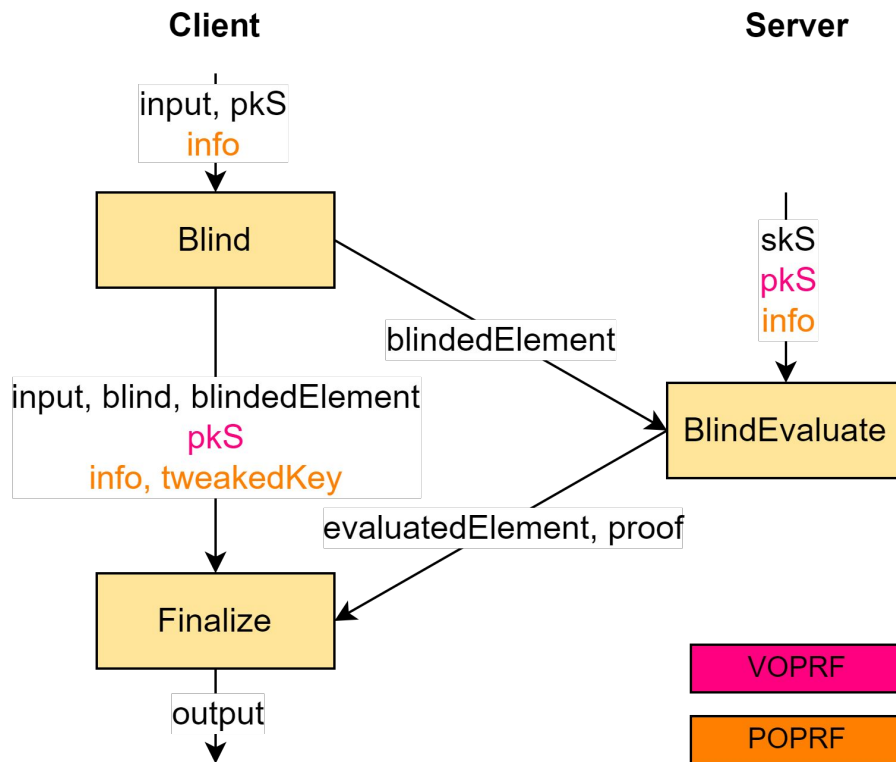 Client
Server
input, pkS
info
Blind
skS
pkS
info
blindedElement
input, blind, blindedElement
pkS
info, tweakedKey
BlindEvaluate
evaluatedElement, proof
Finalize
output
VOPRF
POPRF